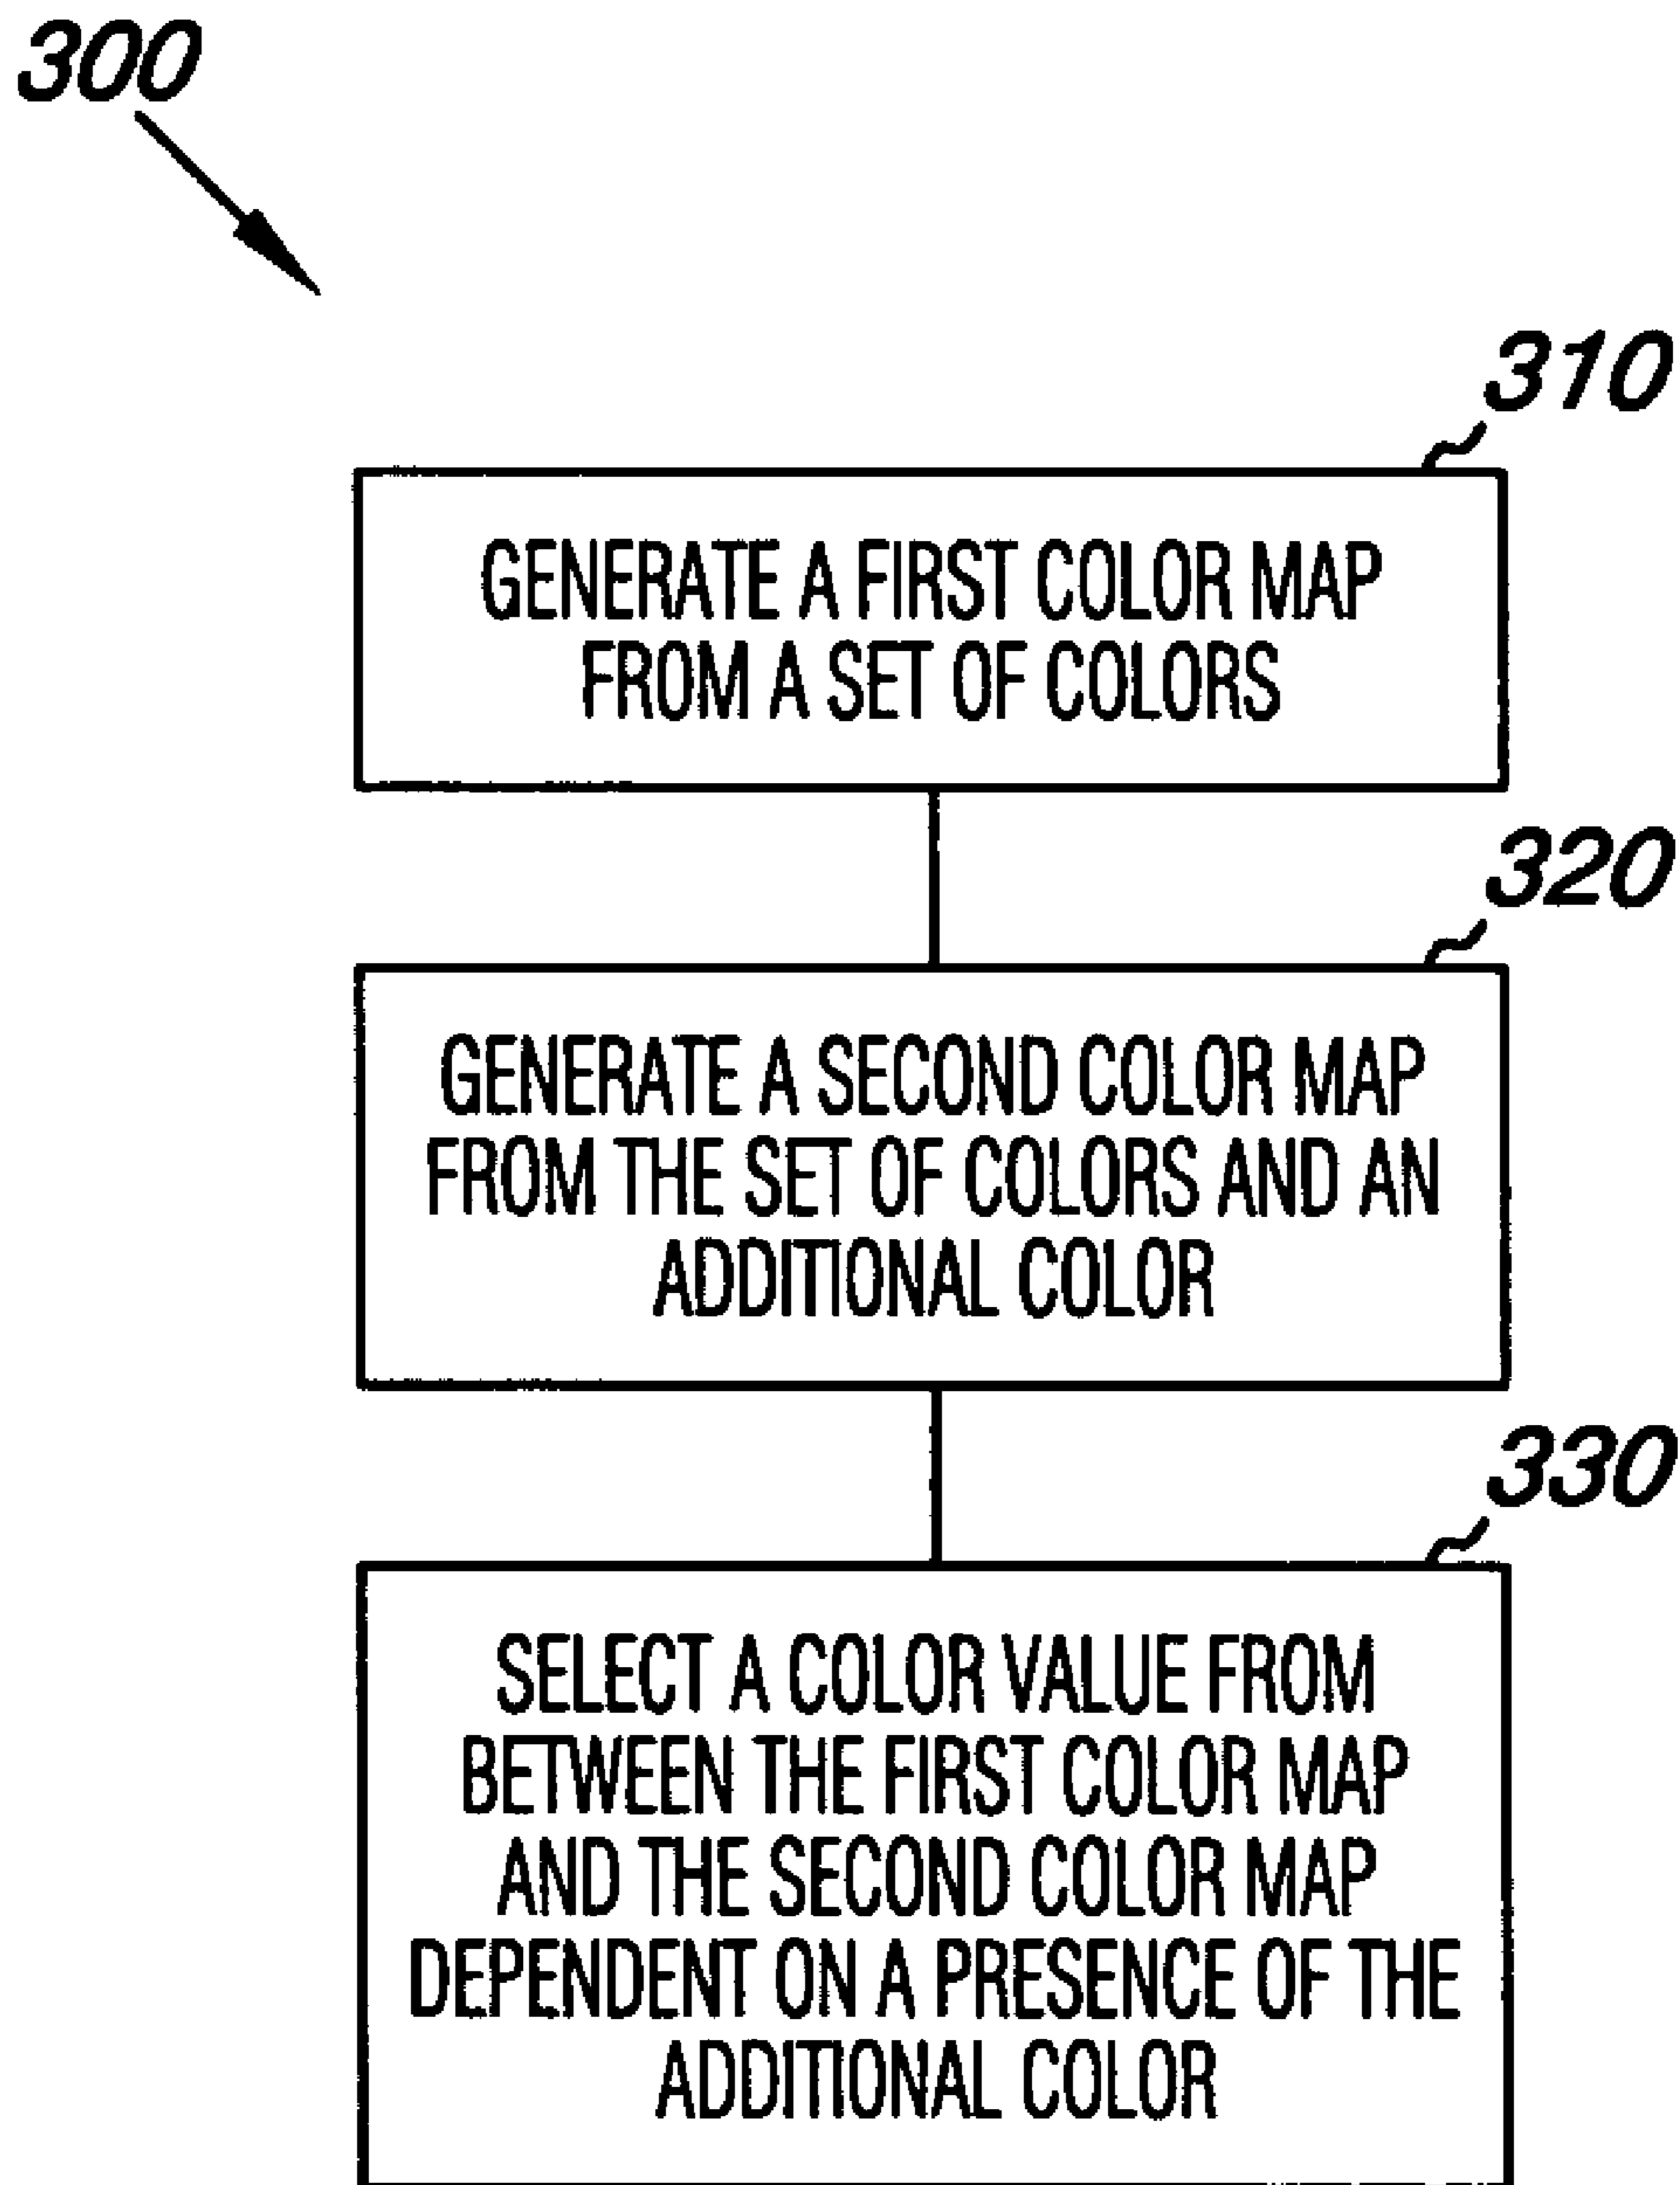 300
310
GENERATE A FIRST COLOR MAP
FROM A SET OF COLORS
320
GENERATE A SECOND COLOR MAP
FROM THE SET OF COLORS AND AN
ADDITIONAL COLOR
330
SELECT A COLOR VALUE FROM
BETWEEN THE FIRST COLOR MAP
AND THE SECOND COLOR MAP
DEPENDENT ON A PRESENCE OF THE
ADDITIONAL COLOR